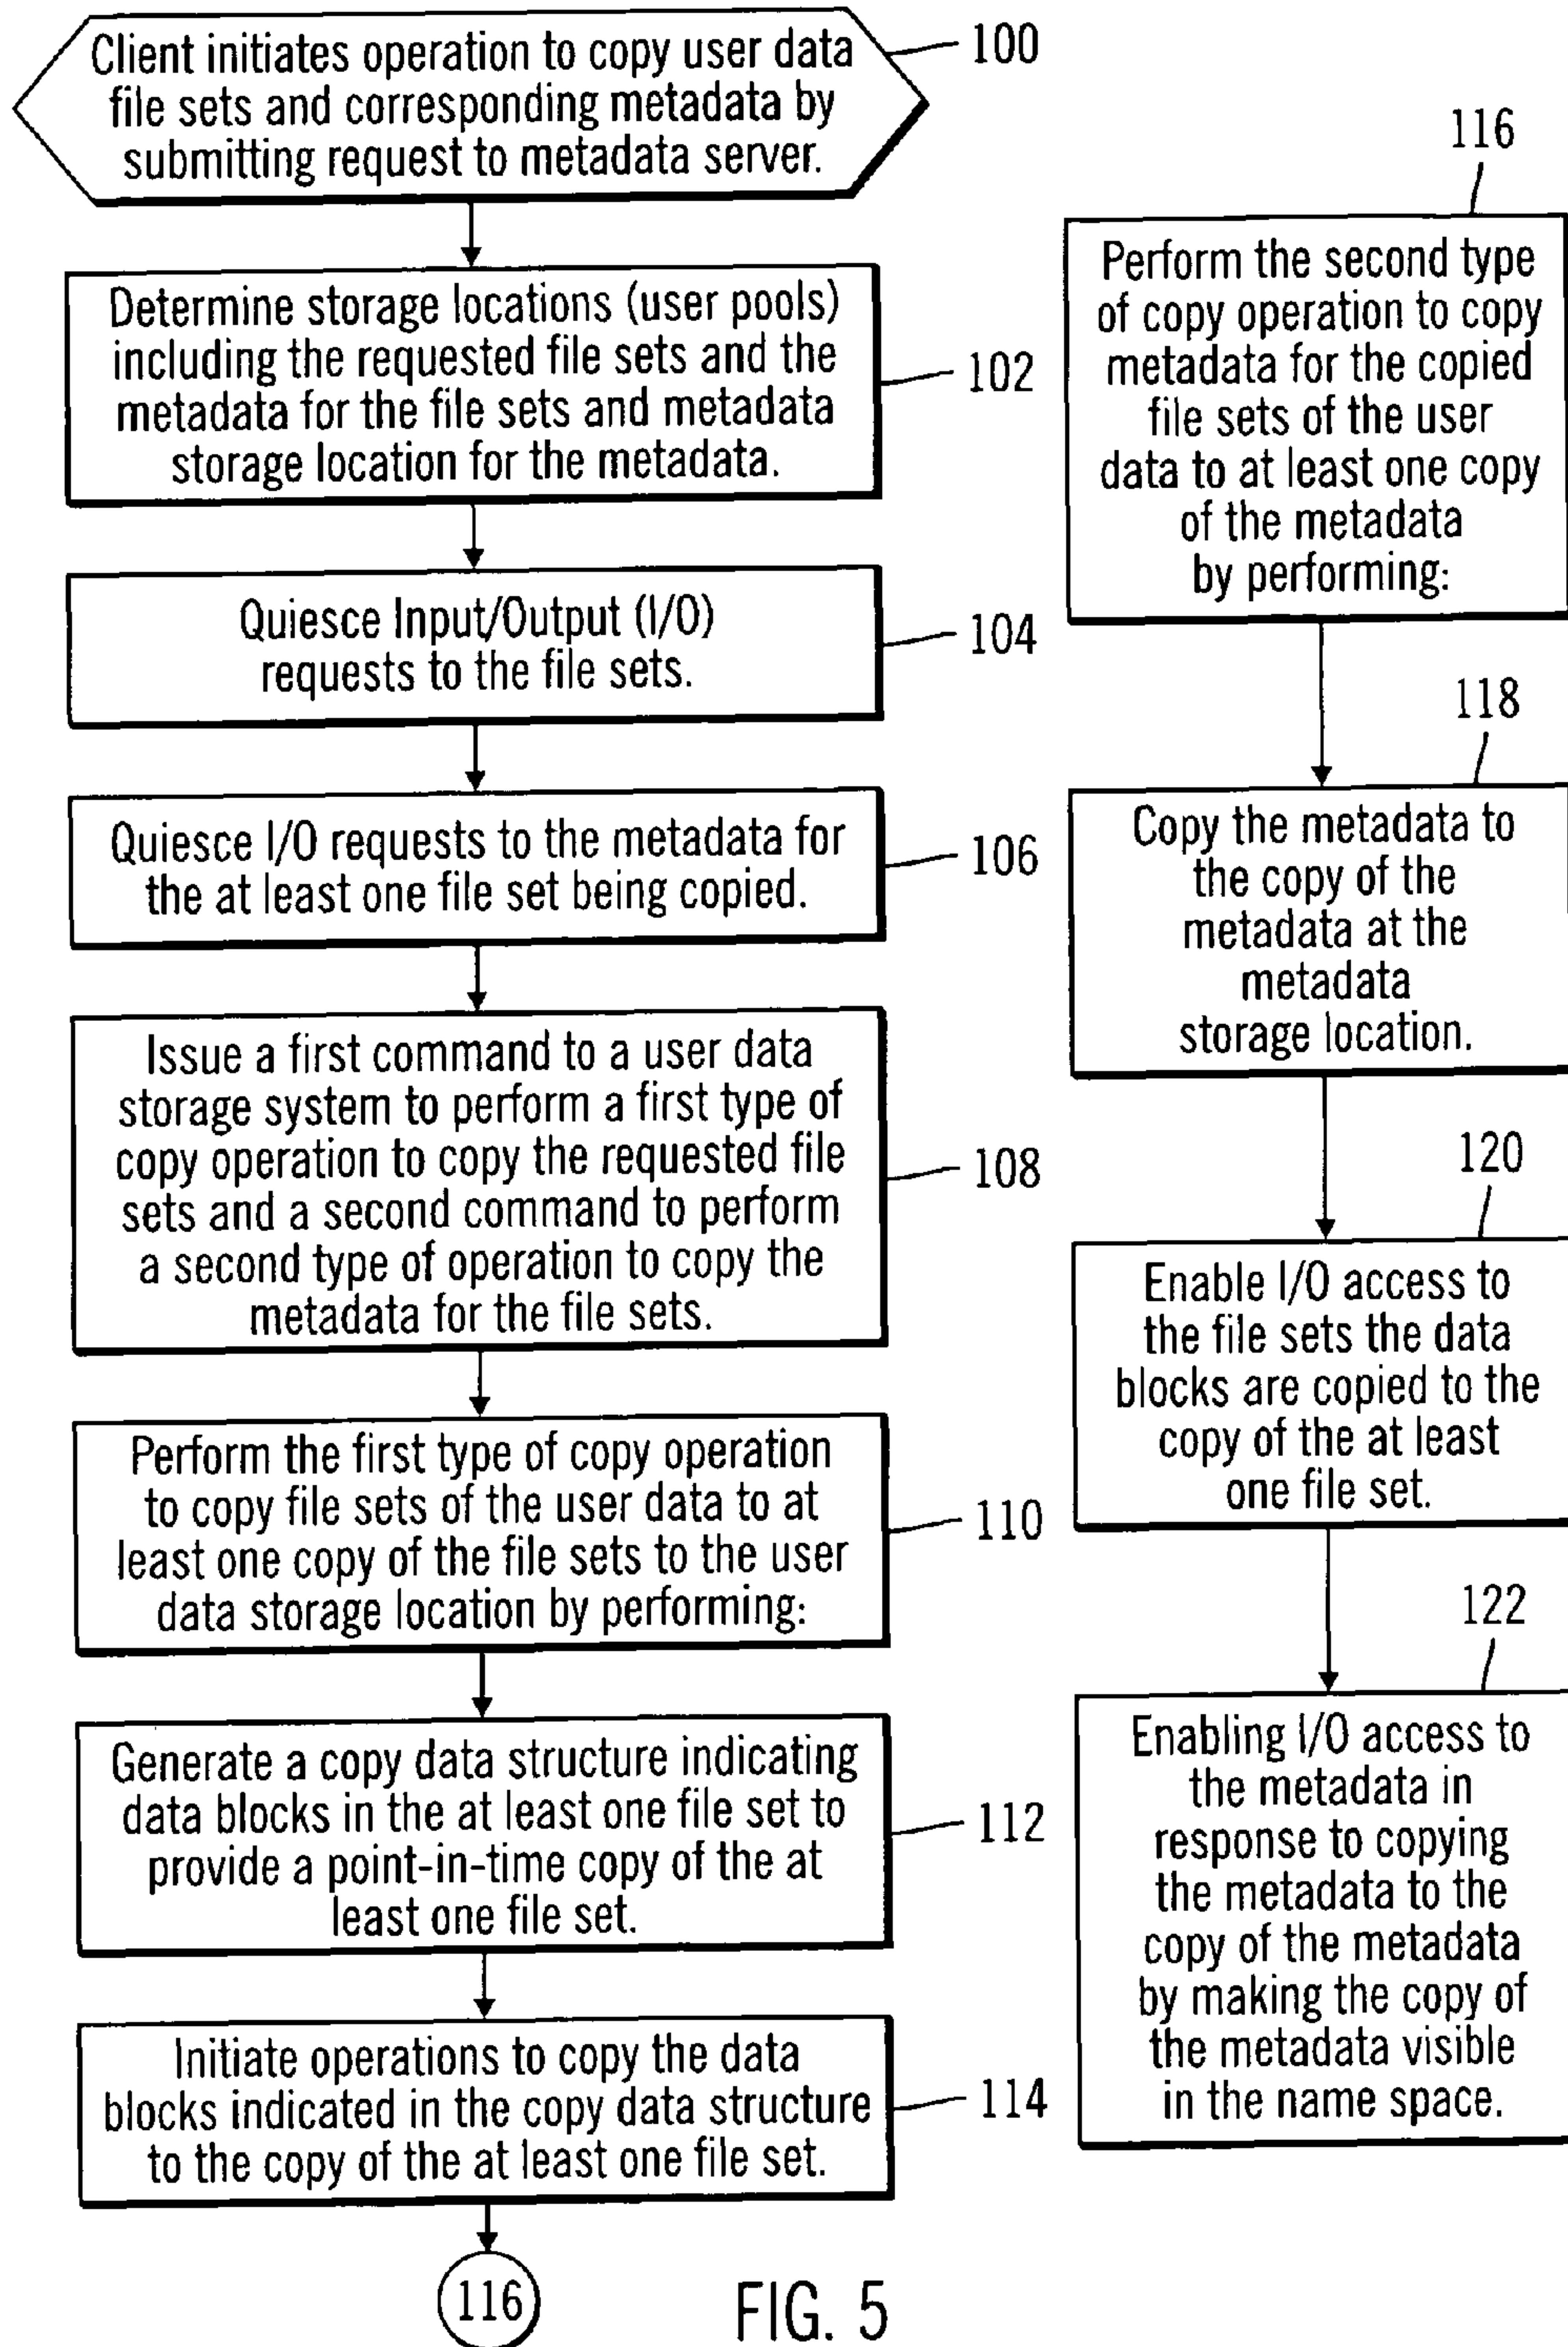 Client initiates operation to copy user data
file sets and corresponding metadata by
submitting request to metadata server.
100
Determine storage locations (user pools)
including the requested file sets and the
metadata for the file sets and metadata
storage location for the metadata.
102
Quiesce Input/Output (I/O)
requests to the file sets.
104
Quiesce I/O requests to the metadata for
the at least one file set being copied.
106
Issue a first command to a user data
storage system to perform a first type of
copy operation to copy the requested file
sets and a second command to perform
a second type of operation to copy the
metadata for the file sets.
108
Perform the first type of copy operation
to copy file sets of the user data to at
least one copy of the file sets to the user
data storage location by performing:
110
Generate a copy data structure indicating
data blocks in the at least one file set to
provide a point-in-time copy of the at
least one file set.
112
Initiate operations to copy the data
blocks indicated in the copy data structure
to the copy of the at least one file set.
114
116
116
Perform the second type
of copy operation to copy
metadata for the copied
file sets of the user
data to at least one copy
of the metadata
by performing:
118
Copy the metadata to
the copy of the
metadata at the
metadata
storage location.
120
Enable I/O access to
the file sets the data
blocks are copied to the
copy of the at least
one file set.
122
Enabling I/O access to
the metadata in
response to copying
the metadata to the
copy of the metadata
by making the copy of
the metadata visible
in the name space.
FIG. 5